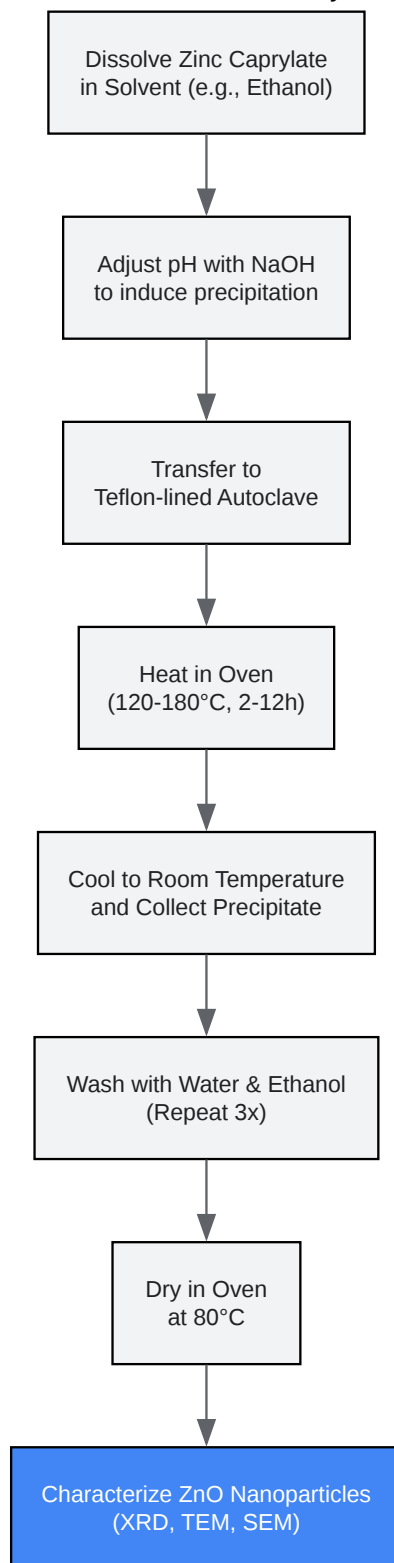 Dissolve Zinc Caprylate
in Solvent (e.g., Ethanol)
Adjust pH with NaOH
to induce precipitation
Transfer to
Teflon-lined Autoclave
Heat in Oven
(120-180°C, 2-12h)
Cool to Room Temperature
and Collect Precipitate
Wash with Water & Ethanol
(Repeat 3x)
Dry in Oven
at 80°C
Characterize ZnO Nanoparticles
(XRD, TEM, SEM)